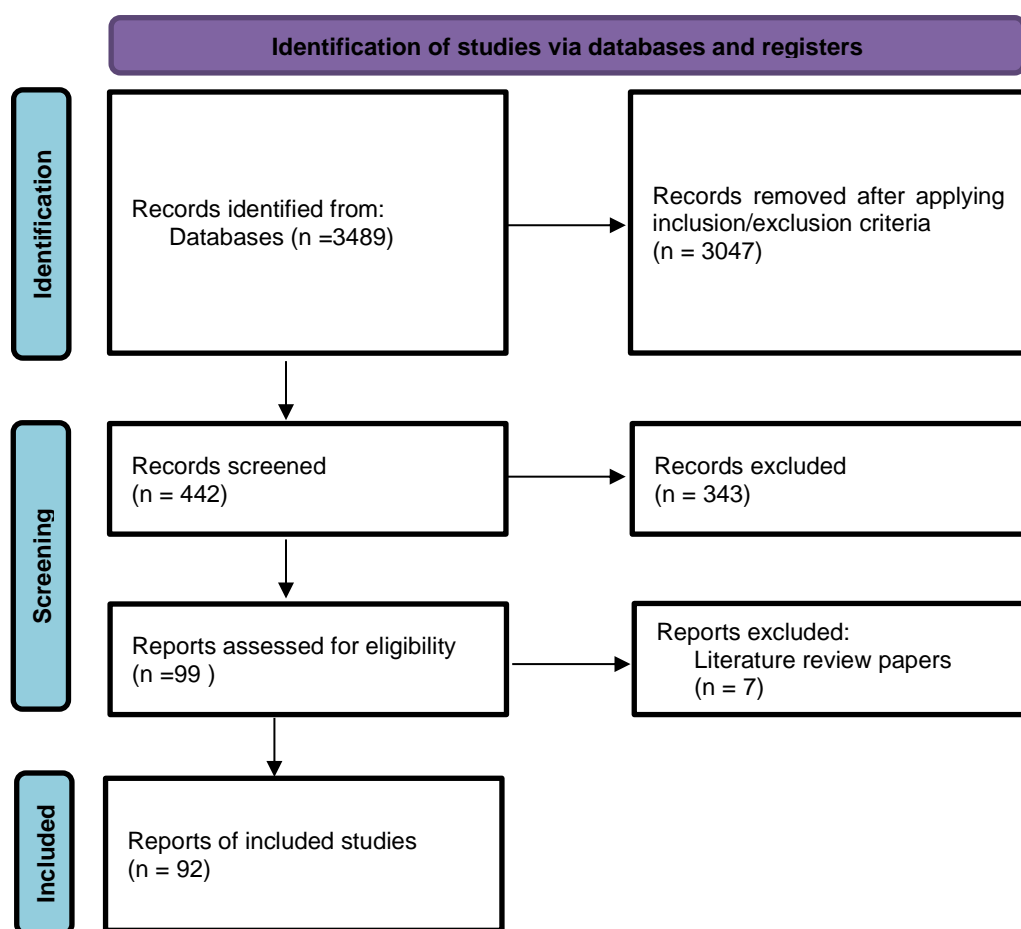 Identification of studies via databases and registers
Identification
Records identified from:
Databases (n =3489)
Records removed after applying
inclusion/exclusion criteria
(n = 3047)
Screening
Records screened
(n = 442)
Records excluded
(n = 343)
Reports assessed for eligibility
(n =99 )
Reports excluded:
Literature review papers
(n = 7)
Included
Reports of included studies
(n = 92)